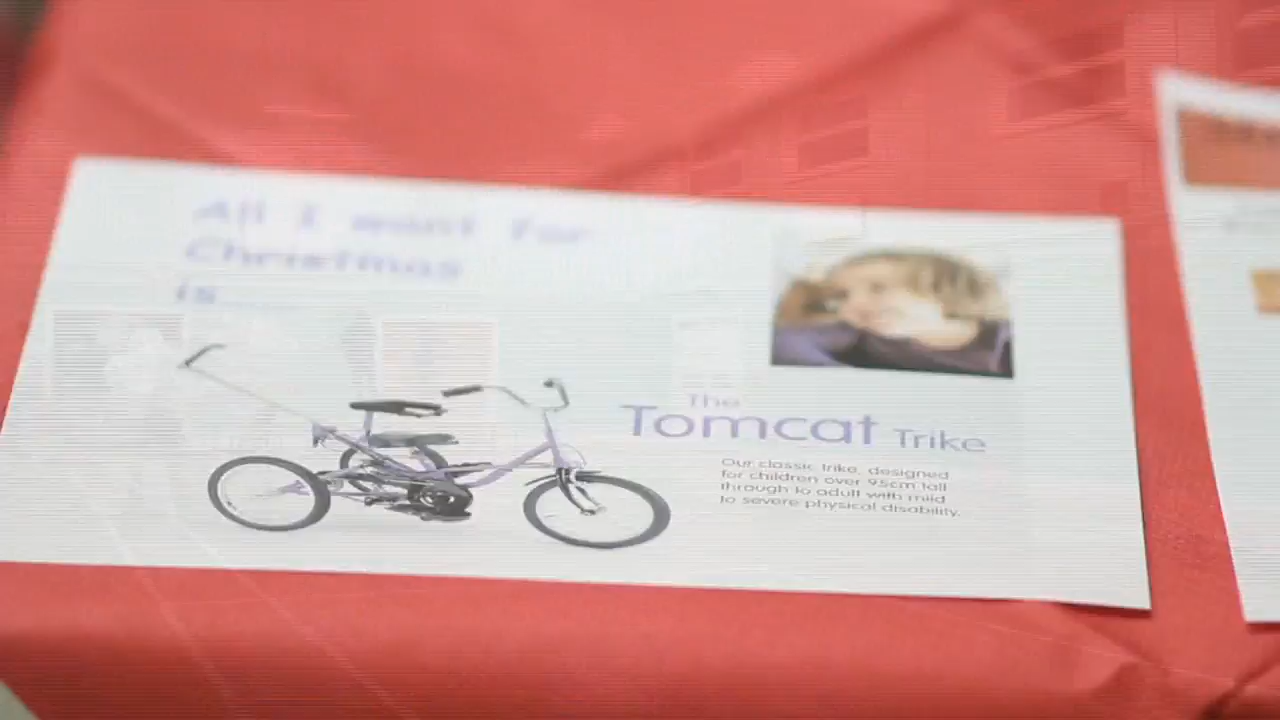 All I want for
Christmas
is......
The
Tomcat Trike
Our classic trike, designed
for children over 95cm tall
through to adult with mild
to severe physical disability.